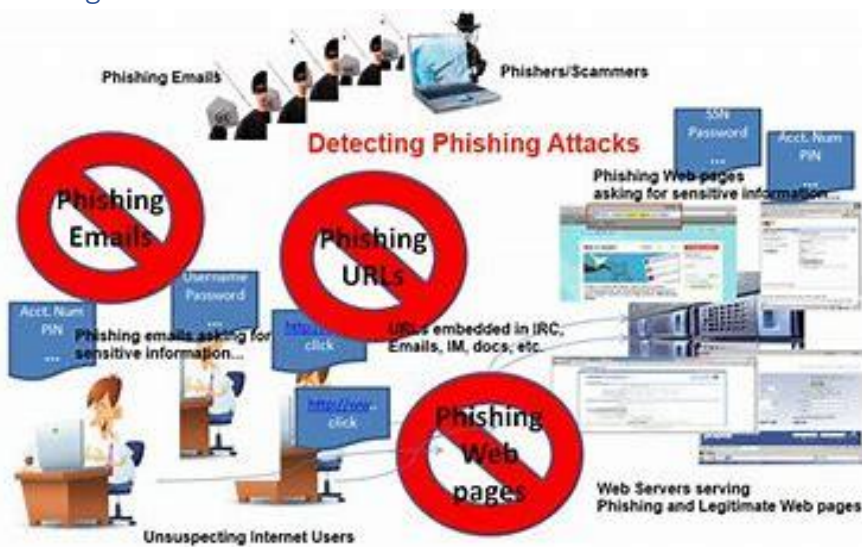 Phishing Emails
Phishers/Scammers
Detecting Phishing Attacks
SSN
Password
...
Acct. Num
PIN
...
Phishing Web pages
asking for sensitive information...
Phishing
Emails
Phishing
URLs
Username
Password
...
Acct. Num
PIN
...
Phishing emails asking for
sensitive information...
click
URLs embedded in IRC,
Emails, IM, docs, etc.
click
Phishing
Web
pages
Web Servers serving
Phishing and Legitimate Web pages
Unsuspecting Internet Users